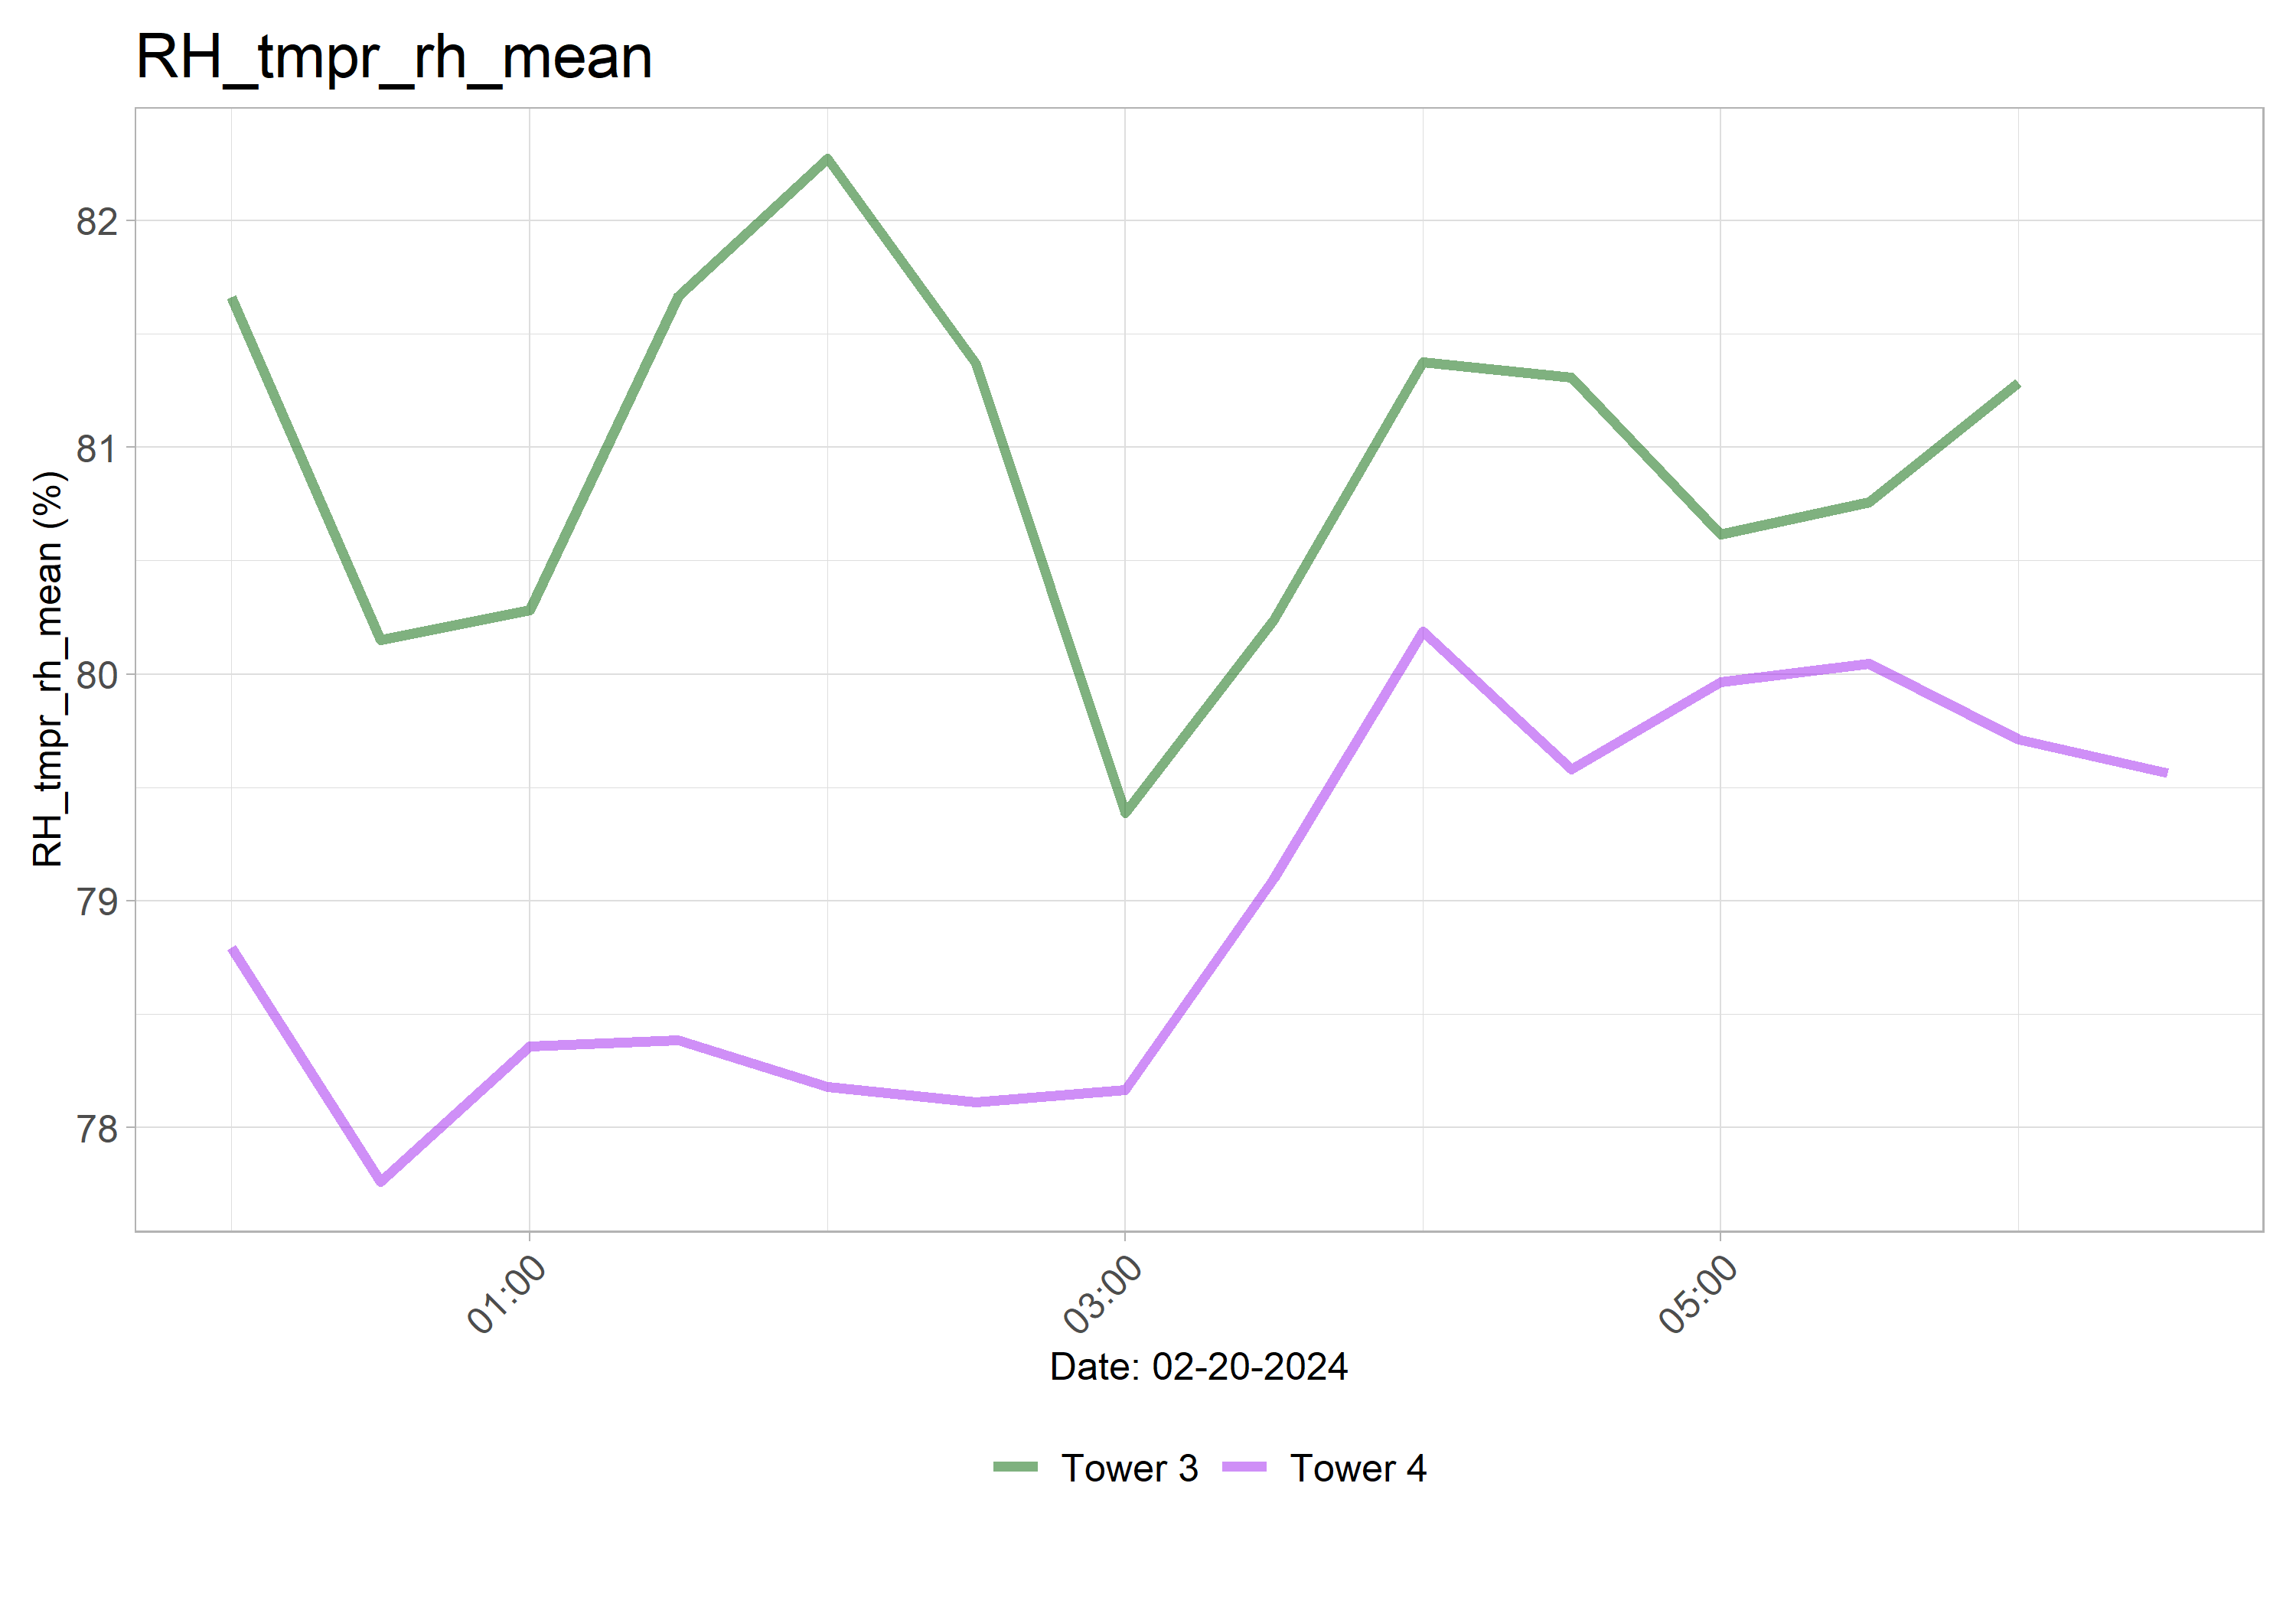 RH_tmpr_rh_mean
RH_tmpr_rh_mean (%)
82
81
80
79
78
01:00
03:00
05:00
Date: 02-20-2024
Tower 3
Tower 4